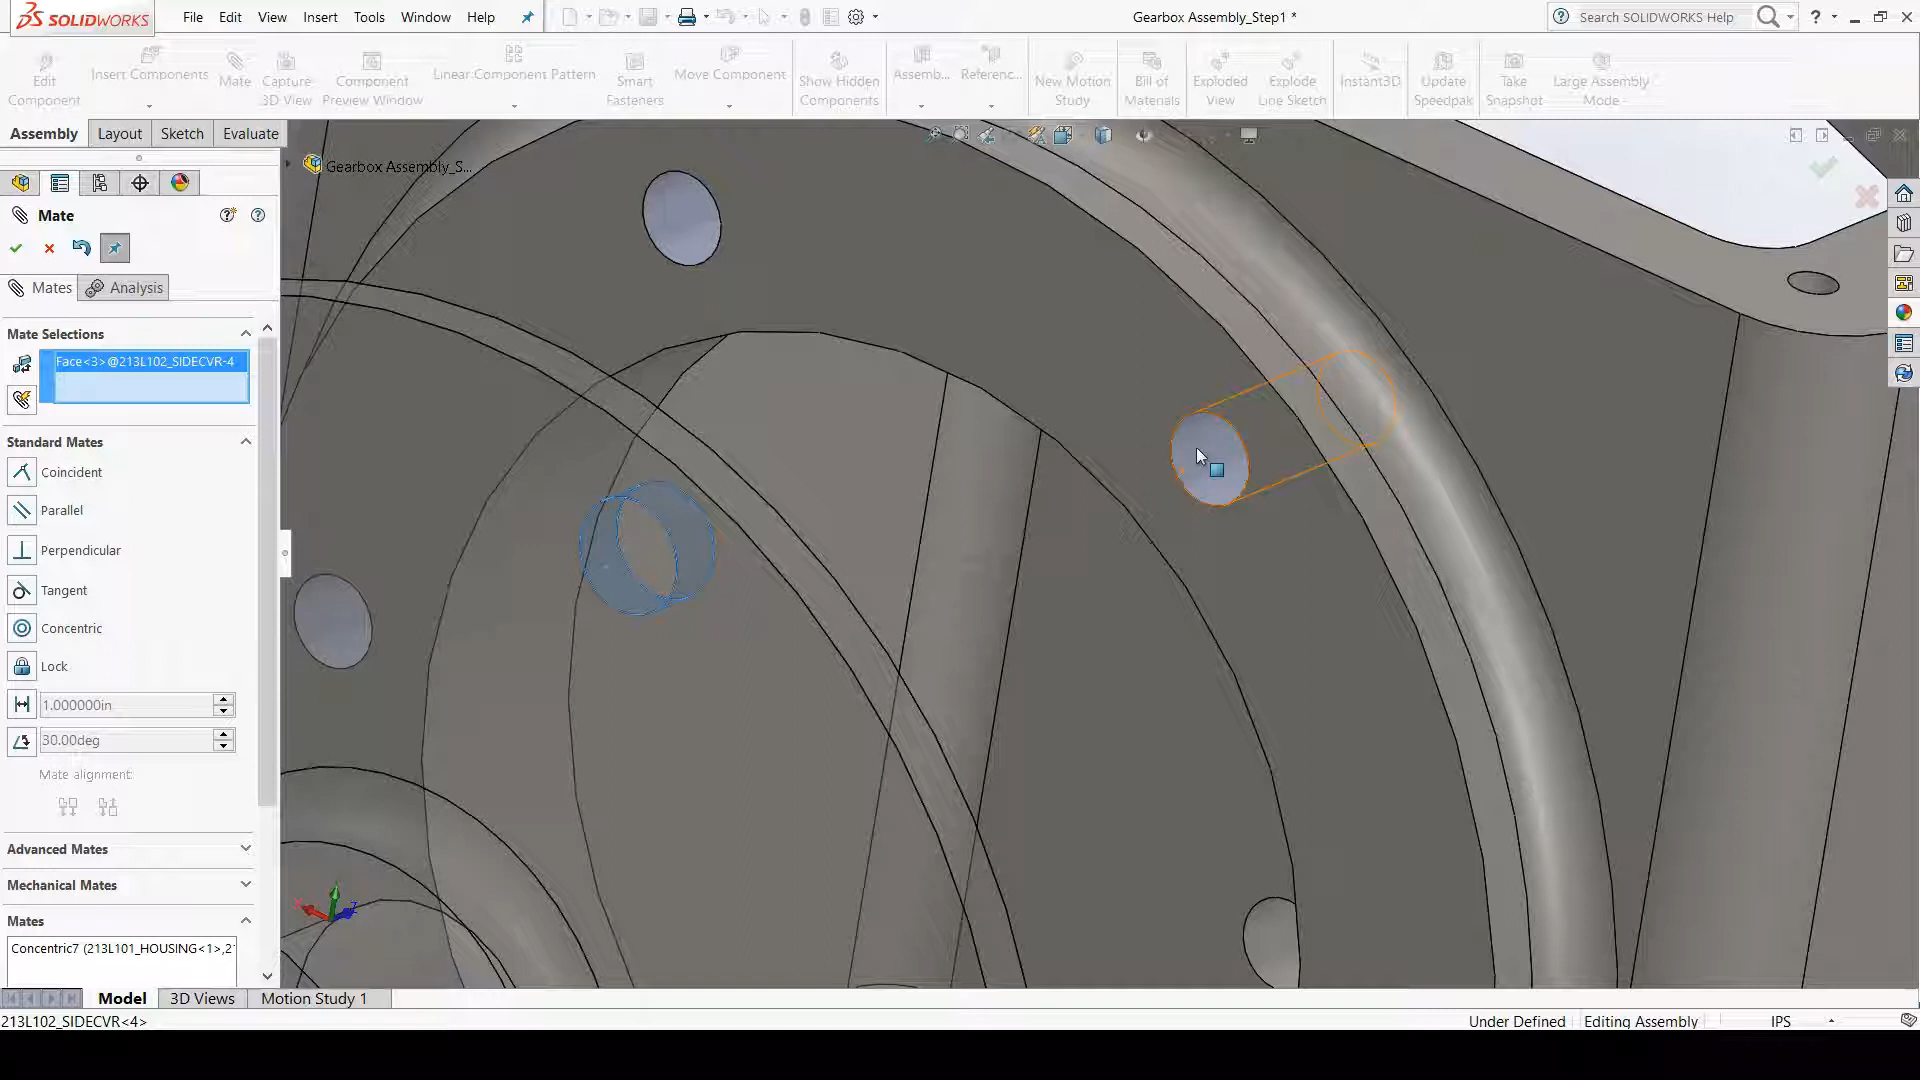 SOLIDWORKS
File Edit View Insert Tools Window Help
Gearbox Assembly_Step1 *
Search SOLIDWORKS Help
Edit Component
Insert Components
Mate
Capture 3D View
Component Preview Window
Linear Component Pattern
Smart Fasteners
Move Component
Show Hidden Components
Assemb...
Referenc...
New Motion Study
Bill of Materials
Exploded View
Explode Line Sketch
Instant3D
Update Speedpak
Take Snapshot
Large Assembly Mode
Assembly Layout Sketch Evaluate
Gearbox Assembly_S...
Mate
Mates Analysis
Mate Selections
Face<3>@213L102_SIDECVR-4
Standard Mates
Coincident
Parallel
Perpendicular
Tangent
Concentric
Lock
1.000000in
30.00deg
Mate alignment:
Advanced Mates
Mechanical Mates
Mates
Concentric7 (213L101_HOUSING<1>,2
Model 3D Views Motion Study 1
213L102_SIDECVR<4>
Under Defined Editing Assembly IPS